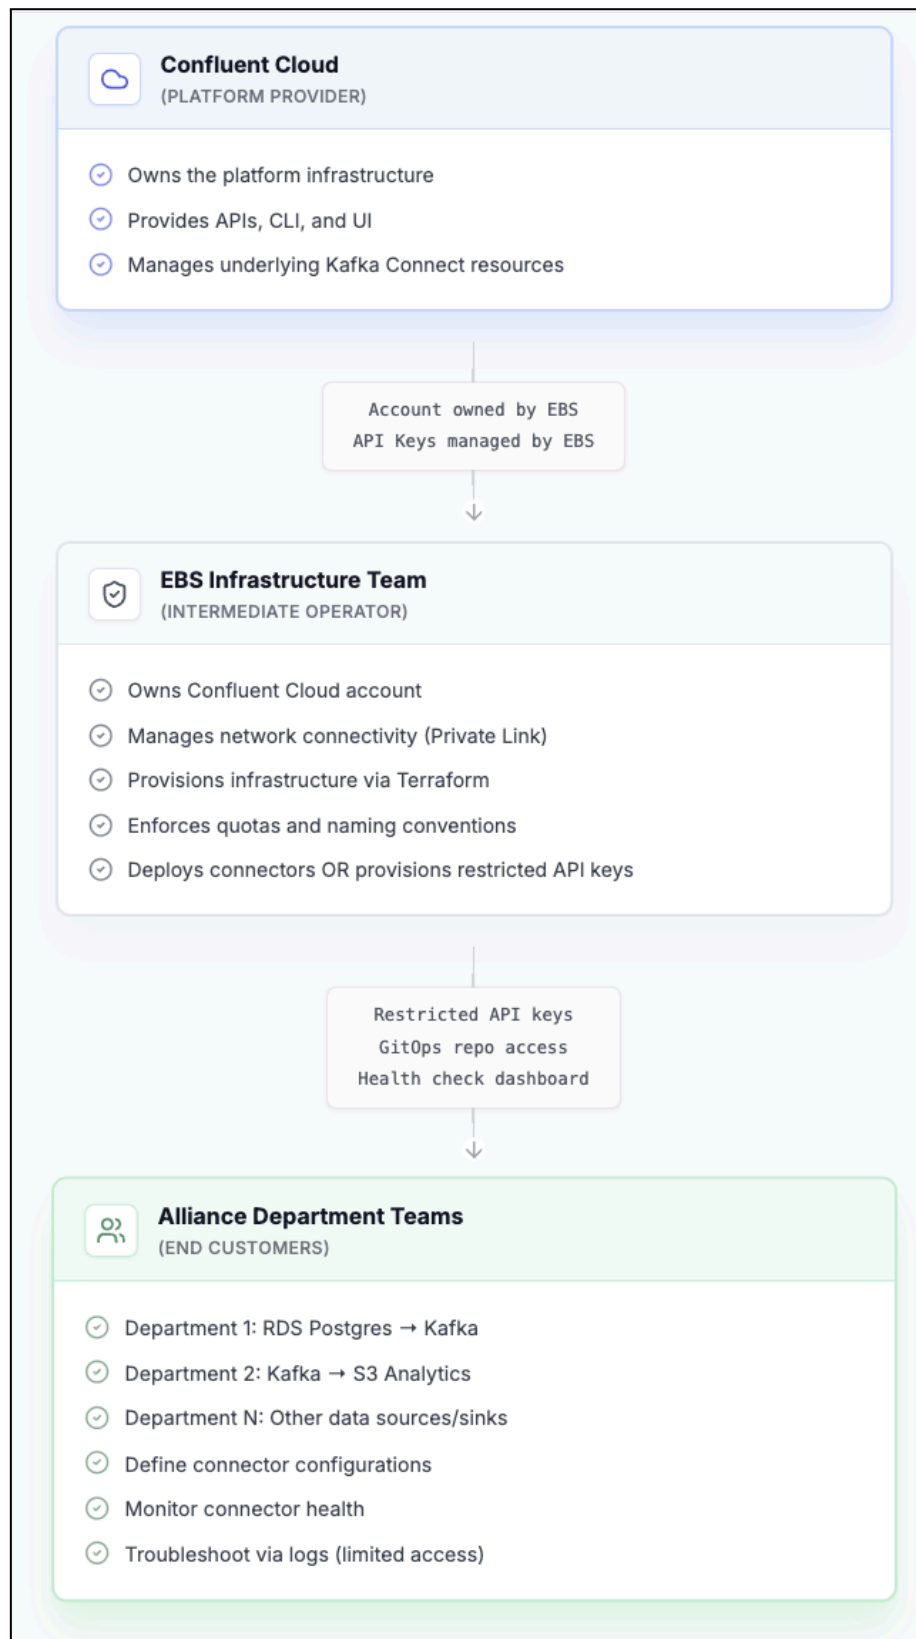 Confluent Cloud
(PLATFORM PROVIDER)
Owns the platform infrastructure
Provides APIs, CLI, and UI
Manages underlying Kafka Connect resources
Account owned by EBS
API Keys managed by EBS
EBS Infrastructure Team
(INTERMEDIATE OPERATOR)
Owns Confluent Cloud account
Manages network connectivity (Private Link)
Provisions infrastructure via Terraform
Enforces quotas and naming conventions
Deploys connectors OR provisions restricted API keys
Restricted API keys
GitOps repo access
Health check dashboard
Alliance Department Teams
(END CUSTOMERS)
Department 1: RDS Postgres → Kafka
Department 2: Kafka → S3 Analytics
Department N: Other data sources/sinks
Define connector configurations
Monitor connector health
Troubleshoot via logs (limited access)